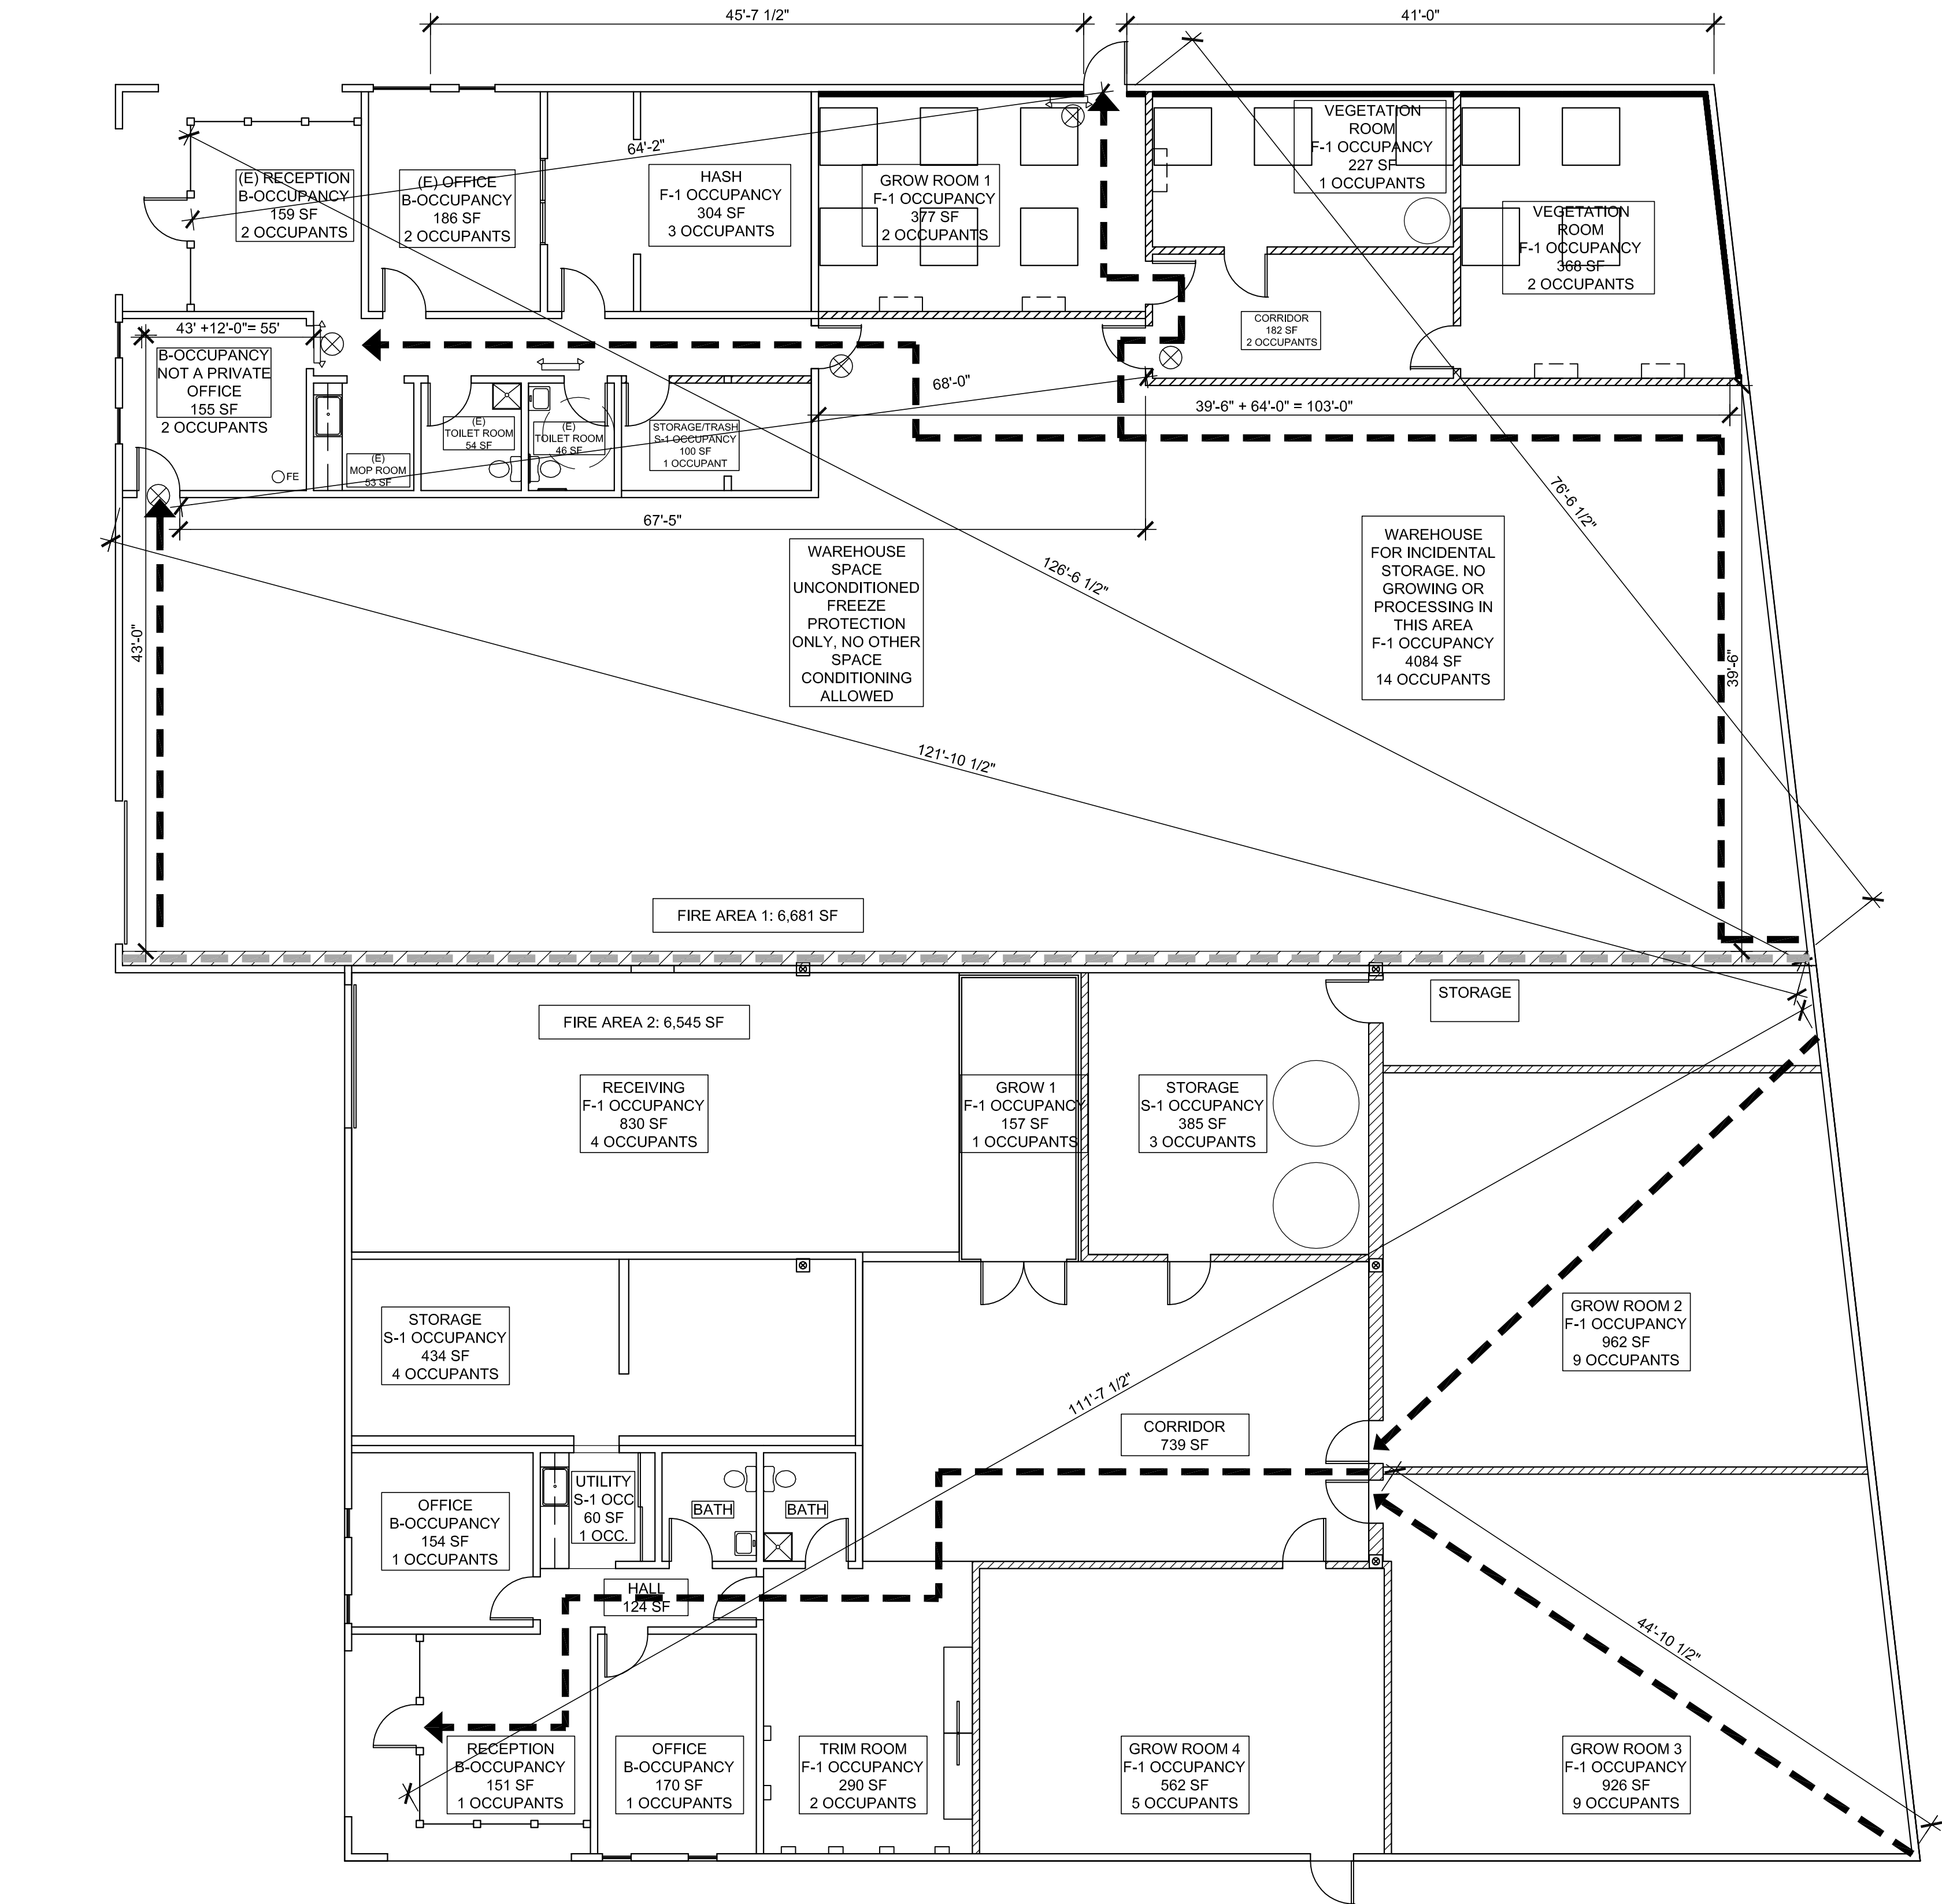 45'-7 1/2"
41'-0"
64'-2"
(E) RECEPTION
B-OCCUPANCY
159 SF
2 OCCUPANTS
(E) OFFICE
B-OCCUPANCY
186 SF
2 OCCUPANTS
HASH
F-1 OCCUPANCY
304 SF
3 OCCUPANTS
GROW ROOM 1
F-1 OCCUPANCY
377 SF
2 OCCUPANTS
VEGETATION
ROOM
F-1 OCCUPANCY
227 SF
1 OCCUPANTS
VEGETATION
ROOM
F-1 OCCUPANCY
368 SF
2 OCCUPANTS
CORRIDOR
182 SF
2 OCCUPANTS
43' +12'-0"= 55'
B-OCCUPANCY
NOT A PRIVATE
OFFICE
155 SF
2 OCCUPANTS
FE
(E)
MOP ROOM
53 SF
(E)
TOILET ROOM
54 SF
(E)
TOILET ROOM
46 SF
STORAGE/TRASH
S-1 OCCUPANCY
100 SF
1 OCCUPANT
68'-0"
39'-6" + 64'-0" = 103'-0"
67'-5"
76'-6 1/2"
126'-6 1/2"
121'-10 1/2"
43'-0"
39'-6"
WAREHOUSE
SPACE
UNCONDITIONED
FREEZE
PROTECTION
ONLY, NO OTHER
SPACE
CONDITIONING
ALLOWED
WAREHOUSE
FOR INCIDENTAL
STORAGE. NO
GROWING OR
PROCESSING IN
THIS AREA
F-1 OCCUPANCY
4084 SF
14 OCCUPANTS
FIRE AREA 1: 6,681 SF
FIRE AREA 2: 6,545 SF
STORAGE
RECEIVING
F-1 OCCUPANCY
830 SF
4 OCCUPANTS
GROW 1
F-1 OCCUPANCY
157 SF
1 OCCUPANTS
STORAGE
S-1 OCCUPANCY
385 SF
3 OCCUPANTS
STORAGE
S-1 OCCUPANCY
434 SF
4 OCCUPANTS
GROW ROOM 2
F-1 OCCUPANCY
962 SF
9 OCCUPANTS
111'-7 1/2"
CORRIDOR
739 SF
OFFICE
B-OCCUPANCY
154 SF
1 OCCUPANTS
UTILITY
S-1 OCC
60 SF
1 OCC.
BATH
BATH
HALL
124 SF
44'-10 1/2"
RECEPTION
B-OCCUPANCY
151 SF
1 OCCUPANTS
OFFICE
B-OCCUPANCY
170 SF
1 OCCUPANTS
TRIM ROOM
F-1 OCCUPANCY
290 SF
2 OCCUPANTS
GROW ROOM 4
F-1 OCCUPANCY
562 SF
5 OCCUPANTS
GROW ROOM 3
F-1 OCCUPANCY
926 SF
9 OCCUPANTS